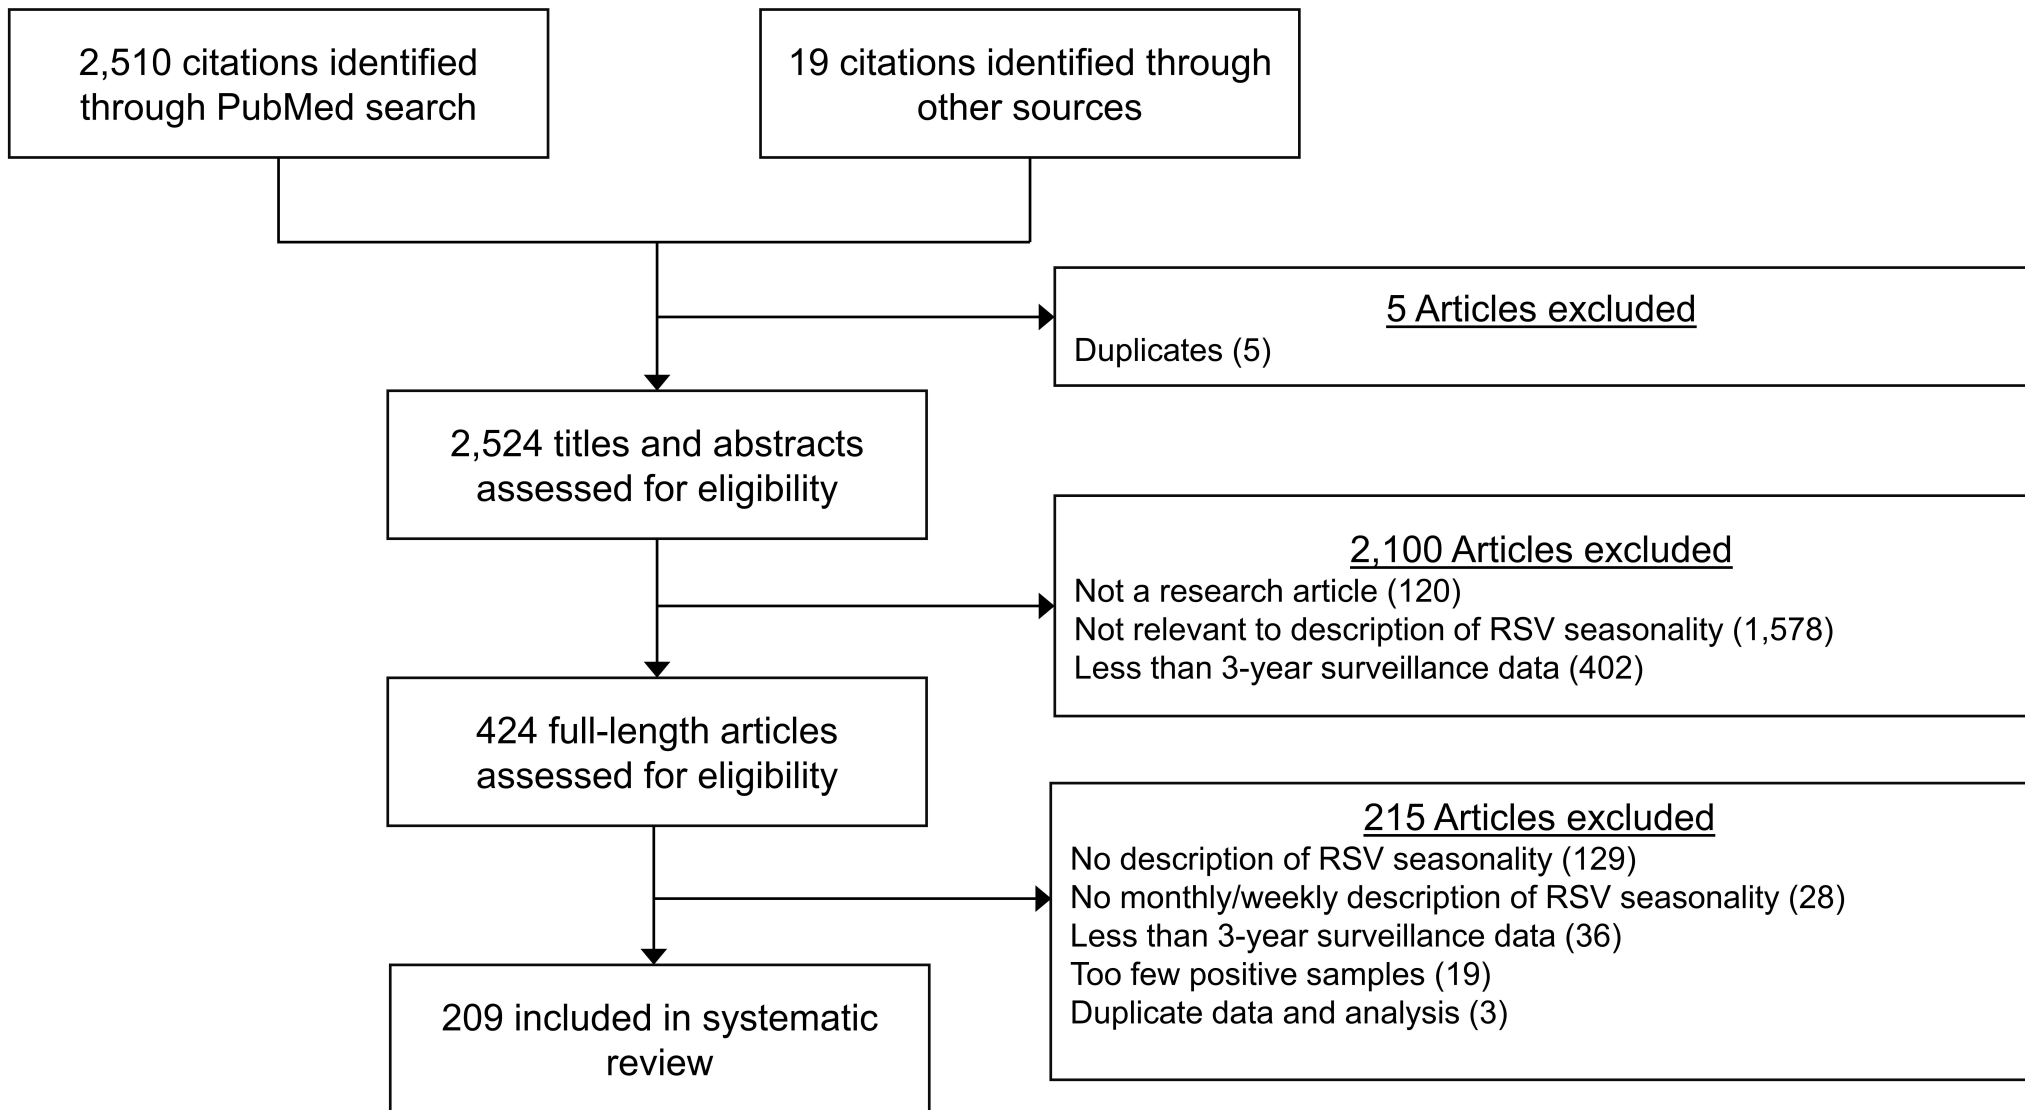 2,510 citations identified
through PubMed search
19 citations identified through
other sources
5 Articles excluded
Duplicates (5)
2,524 titles and abstracts
assessed for eligibility
2,100 Articles excluded
Not a research article (120)
Not relevant to description of RSV seasonality (1,578)
Less than 3-year surveillance data (402)
424 full-length articles
assessed for eligibility
215 Articles excluded
No description of RSV seasonality (129)
No monthly/weekly description of RSV seasonality (28)
Less than 3-year surveillance data (36)
Too few positive samples (19)
Duplicate data and analysis (3)
209 included in systematic
review